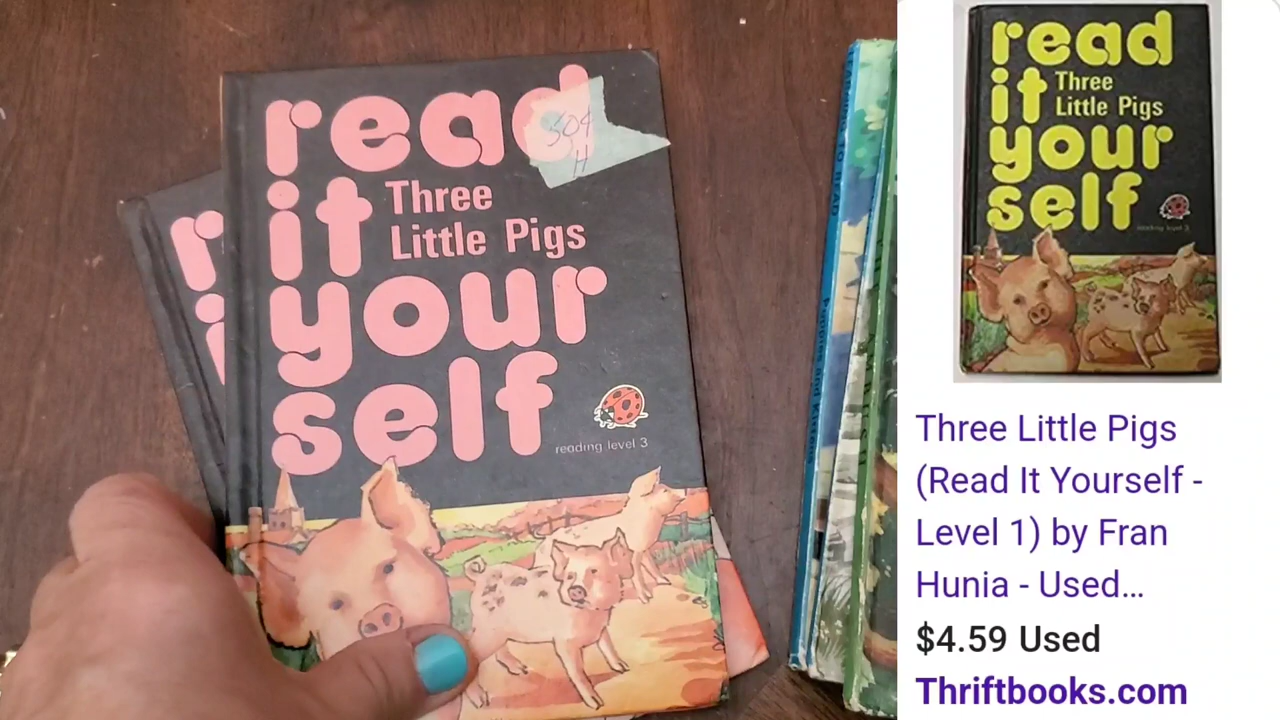 read
it
Three
Little Pigs
your
self
reading level 3
50¢
H
r
i
read
it
Three
Little Pigs
your
self
reading level 3
Three Little Pigs
(Read It Yourself -
Level 1) by Fran
Hunia - Used...
$4.59 Used
Thriftbooks.com